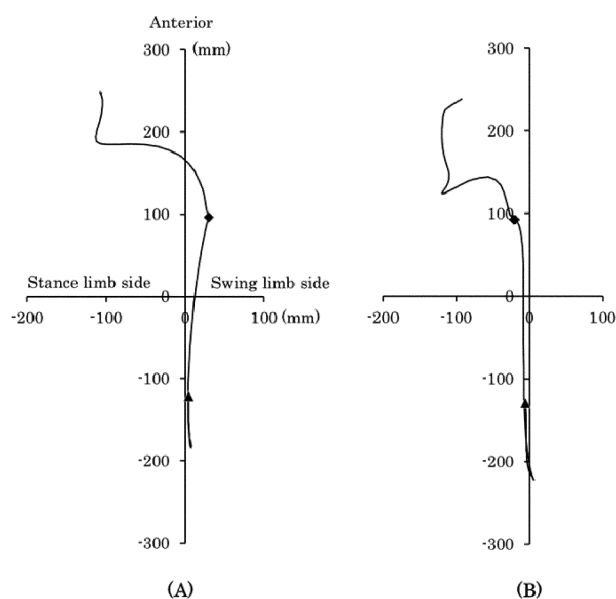 Anterior
300 (mm)
200
100
Stance limb side 0 Swing limb side
-200 -100 0 100 (mm)
-100
-200
-300
(A)
300
200
100
0
-200 -100 0 100
-100
-200
-300
(B)